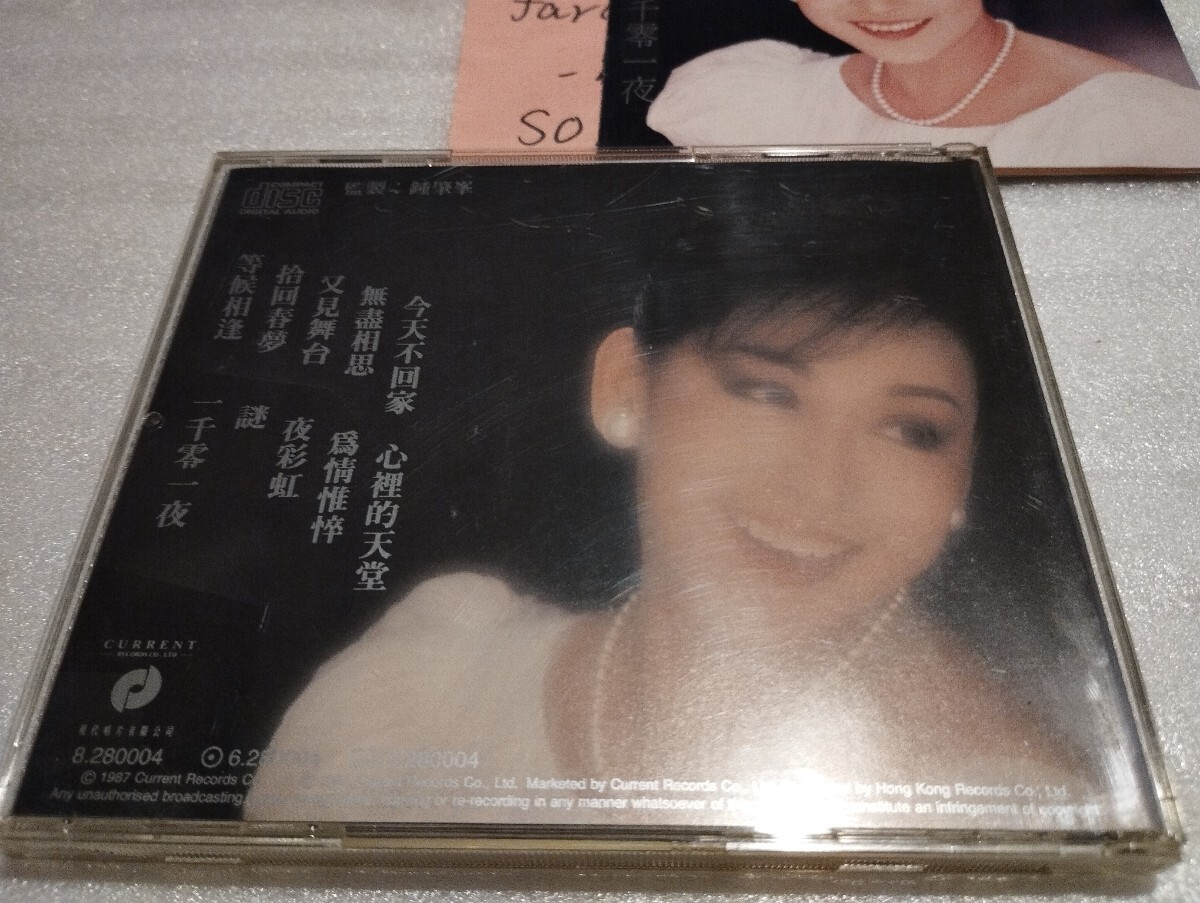 far
So
千零一夜
COMPACT
disc
DIGITAL AUDIO
監製：鍾肇峯
今天不回家
無盡相思
又見舞台
拾回春夢
等候相逢
心裡的天堂
爲情惟悴
夜彩虹
謎
一千零一夜
CURRENT
RECORDS CO., LTD
現代唱片有限公司
8.280004 6.28 280004
© 1987 Current Records Co Records Co., Ltd. Marketed by Current Records Co., by Hong Kong Records Co., Ltd.
Any unauthorised broadcasting or re-recording in any manner whatsoever of institute an infringement of copyright